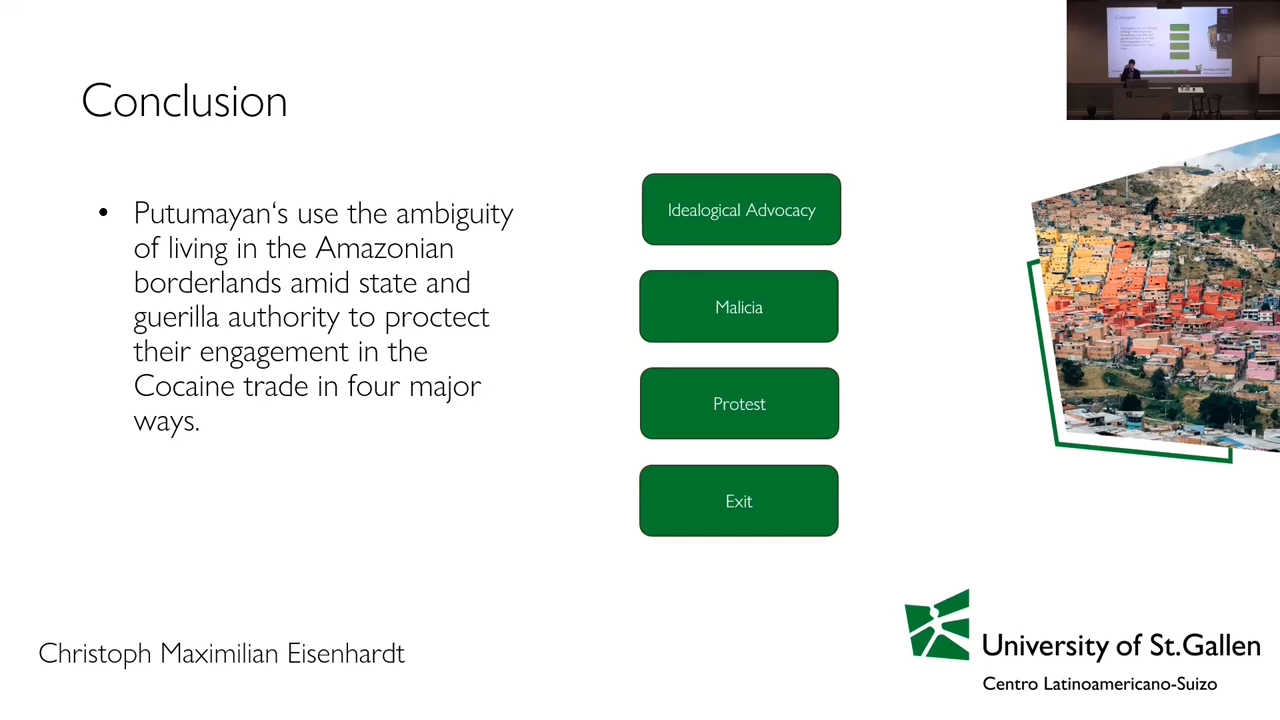 Conclusion
• Putumayan‘s use the ambiguity
of living in the Amazonian
borderlands amid state and
guerilla authority to proctect
their engagement in the
Cocaine trade in four major
ways.
Idealogical Advocacy
Malicia
Protest
Exit
Christoph Maximilian Eisenhardt
University of St.Gallen
Centro Latinoamericano-Suizo
Conclusion